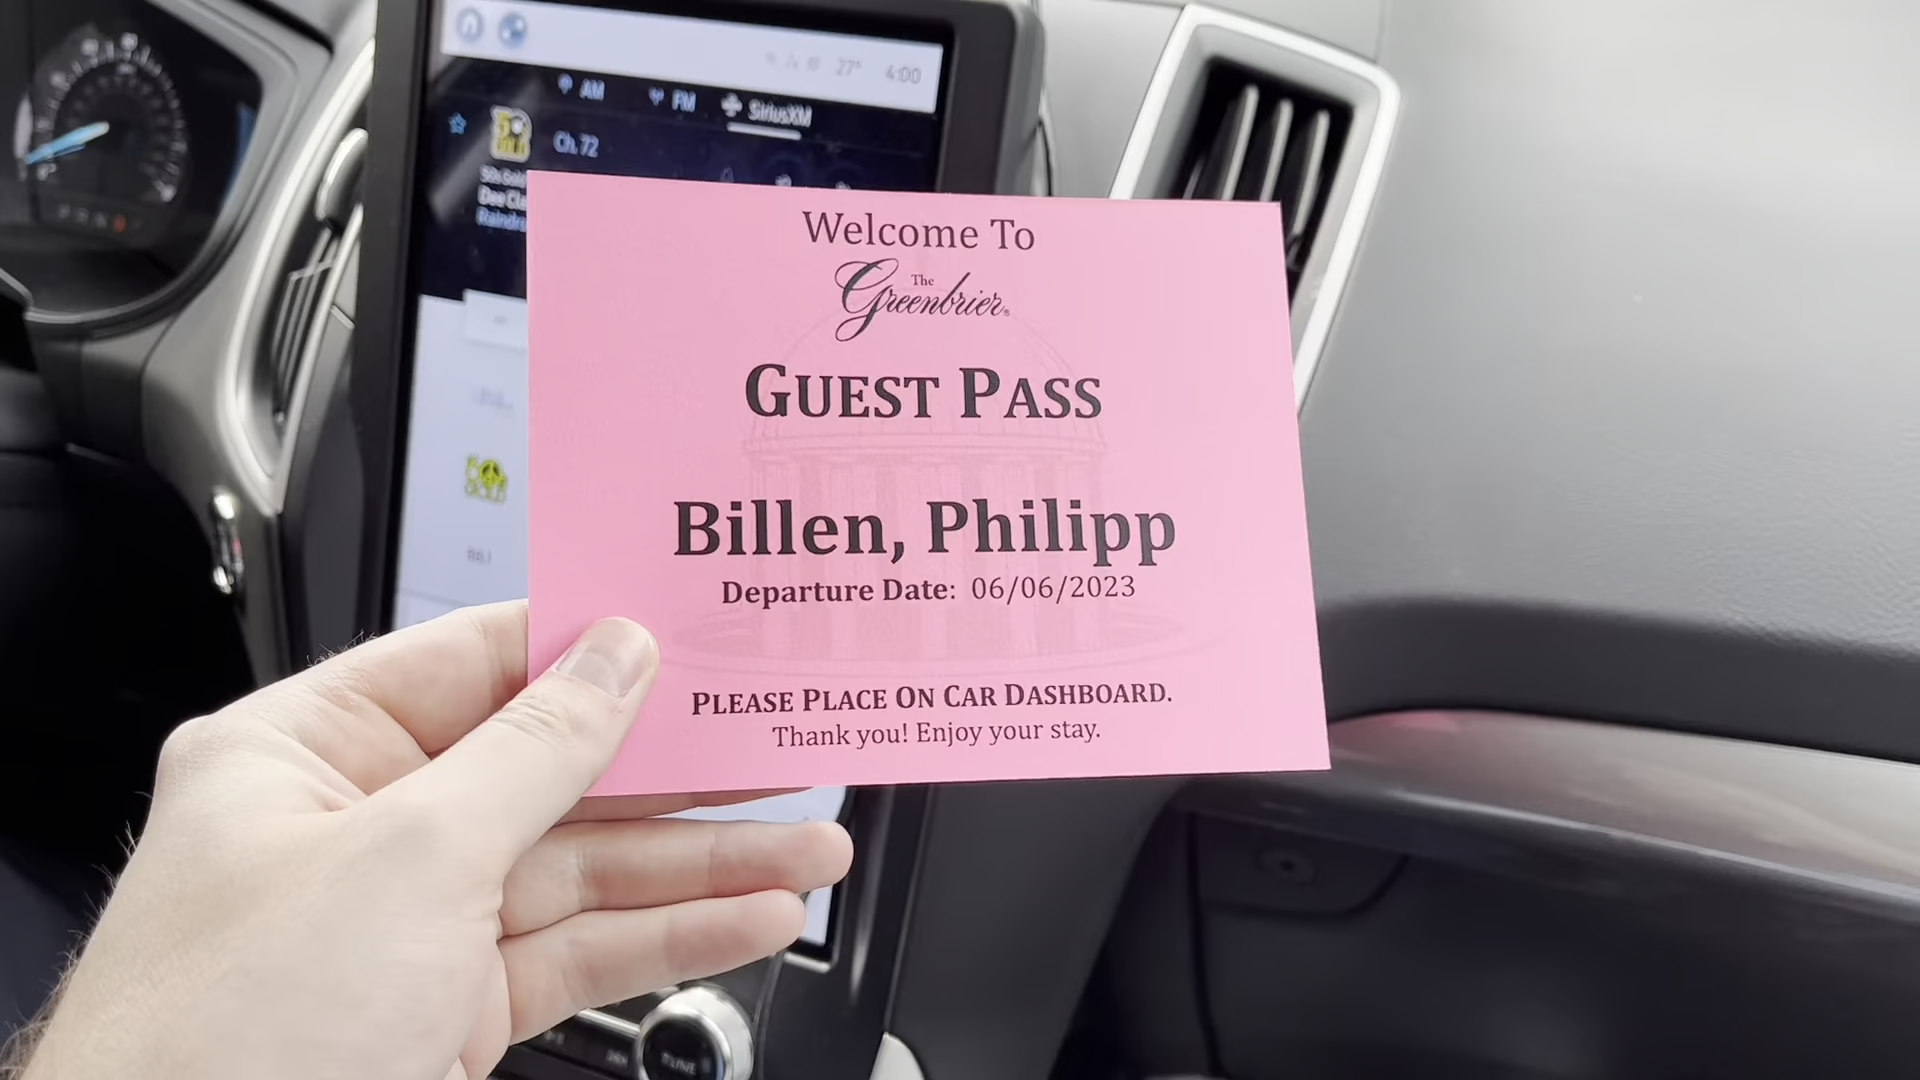 27° 4:00
AM FM SiriusXM
Ch. 72
Welcome To
The
Greenbrier®
GUEST PASS
Billen, Philipp
Departure Date: 06/06/2023
PLEASE PLACE ON CAR DASHBOARD.
Thank you! Enjoy your stay.
TUNE